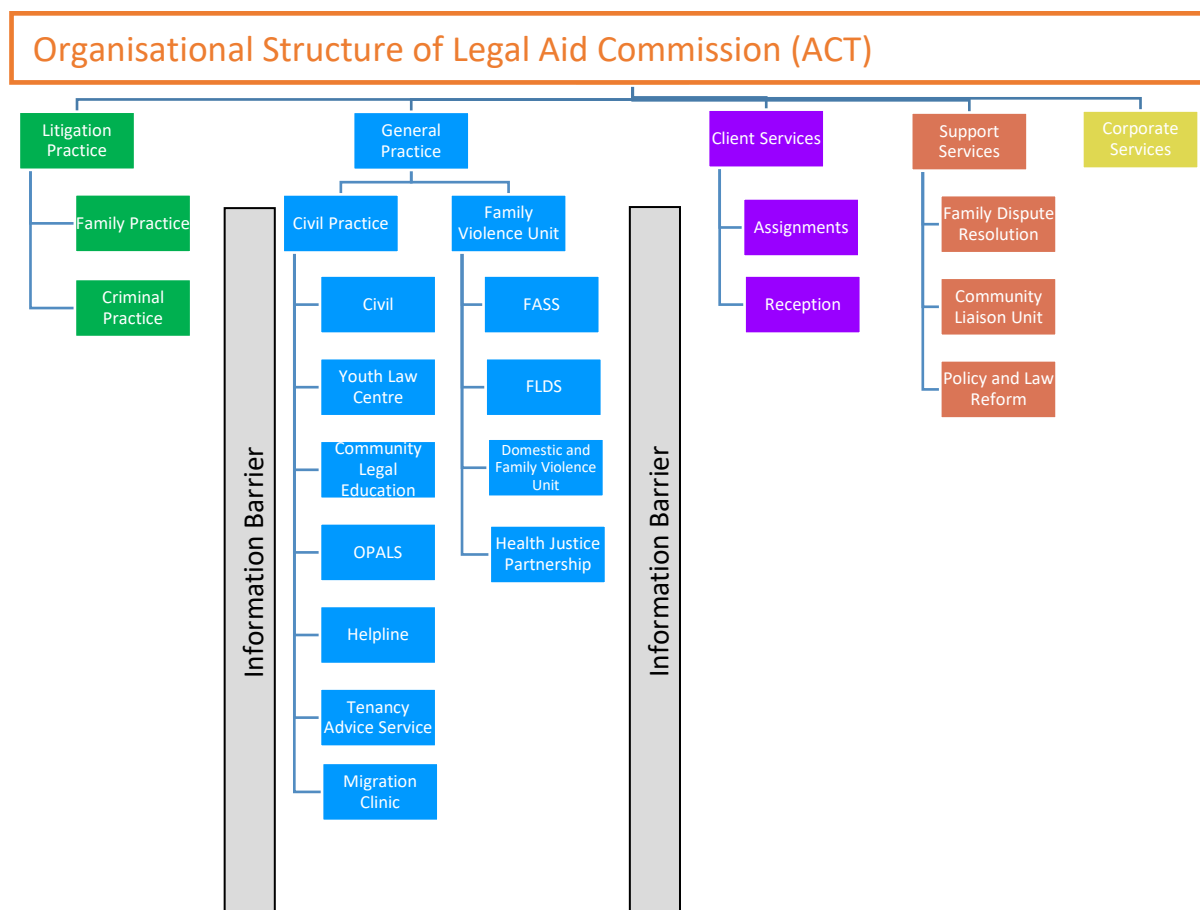 Organisational Structure of Legal Aid Commission (ACT)
Litigation
Practice
General
Practice
Client Services
Support
Services
Corporate
Services
Family Practice
Criminal
Practice
Information Barrier
Civil Practice
Family
Violence Unit
Civil
Youth Law
Centre
Community
Legal
Education
OPALS
Helpline
Tenancy
Advice Service
Migration
Clinic
FASS
FLDS
Domestic and
Family Violence
Unit
Health Justice
Partnership
Information Barrier
Assignments
Reception
Family Dispute
Resolution
Community
Liaison Unit
Policy and Law
Reform